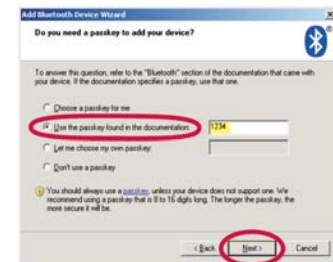 Add Bluetooth Device Wizard
Do you need a passkey to add your device?
To answer this question, refer to the "Bluetooth" section of the documentation that came with
your device. If the documentation specifies a passkey, use that one.
Choose a passkey for me
Use the passkey found in the documentation: 1234
Let me choose my own passkey:
Don't use a passkey
You should always use a passkey, unless your device does not support one. We
recommend using a passkey that is 8 to 16 digits long. The longer the passkey, the
more secure it will be.
< Back Next > Cancel